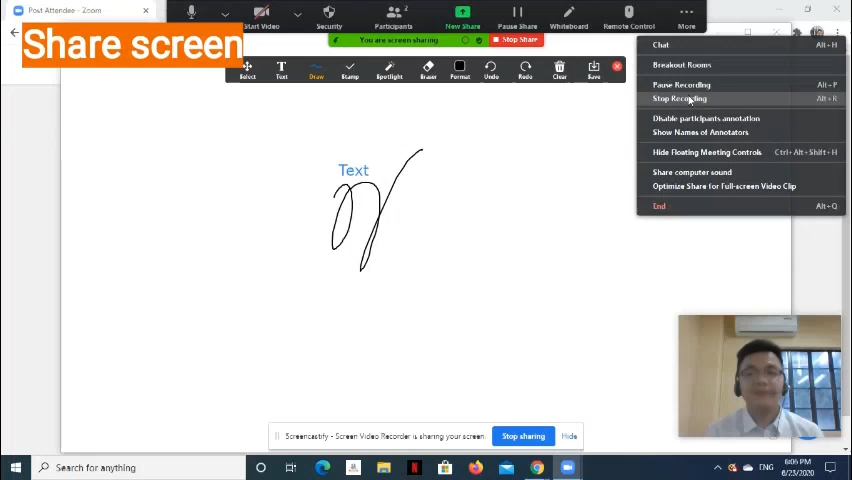 Post Attendee - Zoom
Start Video
Security
Participants
2
New Share
Pause Share
Whiteboard
Remote Control
More
Share screen
You are screen sharing
Stop Share
Select
Text
Draw
Stamp
Spotlight
Eraser
Format
Undo
Redo
Clear
Save
Chat Alt+H
Breakout Rooms
Pause Recording Alt+P
Stop Recording Alt+R
Disable participants annotation
Show Names of Annotators
Hide Floating Meeting Controls Ctrl+Alt+Shift+H
Share computer sound
Optimize Share for Full-screen Video Clip
End Alt+Q
Text
Screencastify - Screen Video Recorder is sharing your screen.
Stop sharing
Hide
Search for anything
ENG
6:05 PM
6/23/2020